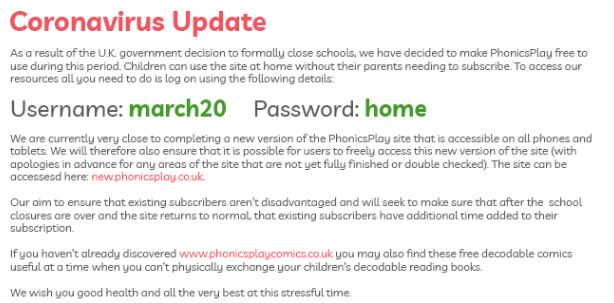 Coronavirus Update
As a result of the U.K. government decision to formally close schools, we have decided to make PhonicsPlay free to
use during this period. Children can use the site at home without their parents needing to subscribe. To access our
resources all you need to do is log on using the following details:
Username: march20 Password: home
We are currently very close to completing a new version of the PhonicsPlay site that is accessible on all phones and
tablets. We will therefore also ensure that it is possible for users to freely access this new version of the site (with
apologies in advance for any areas of the site that are not yet fully finished or double checked). The site can be
accessesd here: new.phonicsplay.co.uk.
Our aim to ensure that existing subscribers aren't disadvantaged and will seek to make sure that after the school
closures are over and the site returns to normal, that existing subscribers have additional time added to their
subscription.
If you haven't already discovered www.phonicsplaycomics.co.uk you may also find these free decodable comics
useful at a time when you can't physically exchange your children's decodable reading books.
We wish you good health and all the very best at this stressful time.